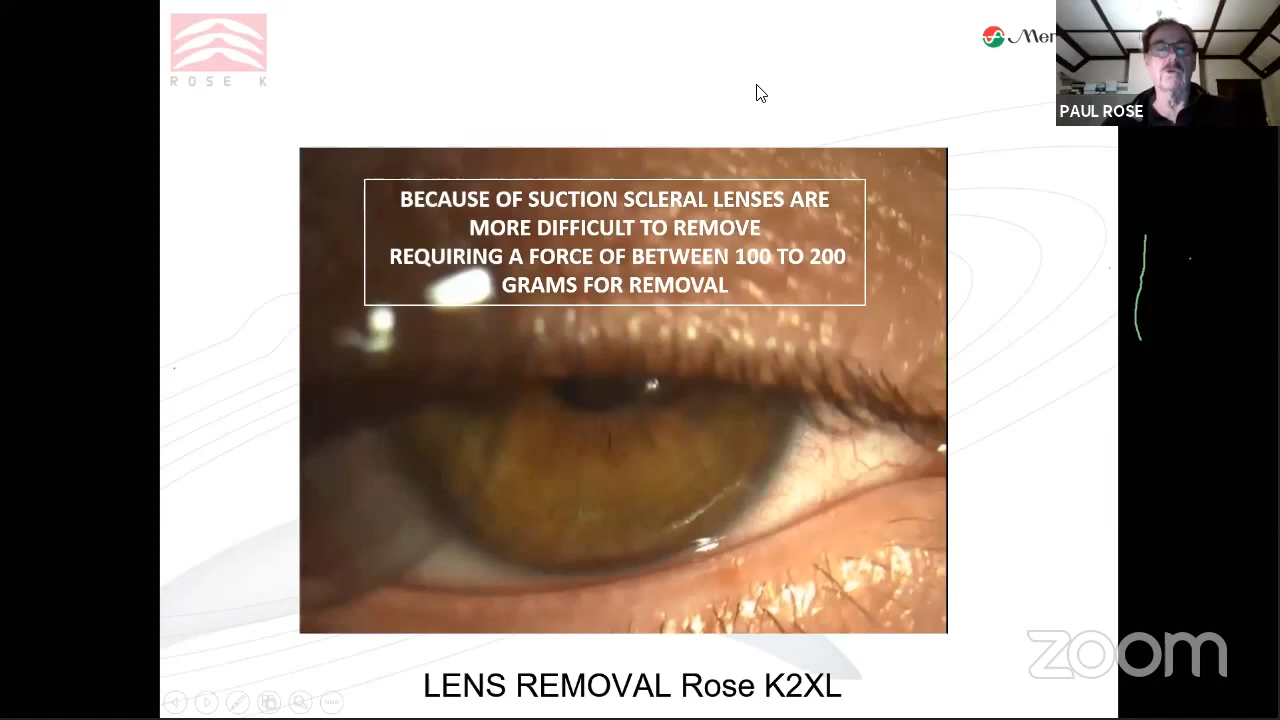 ROSE K
Men
PAUL ROSE
BECAUSE OF SUCTION SCLERAL LENSES ARE
MORE DIFFICULT TO REMOVE
REQUIRING A FORCE OF BETWEEN 100 TO 200
GRAMS FOR REMOVAL
LENS REMOVAL Rose K2XL
zoom